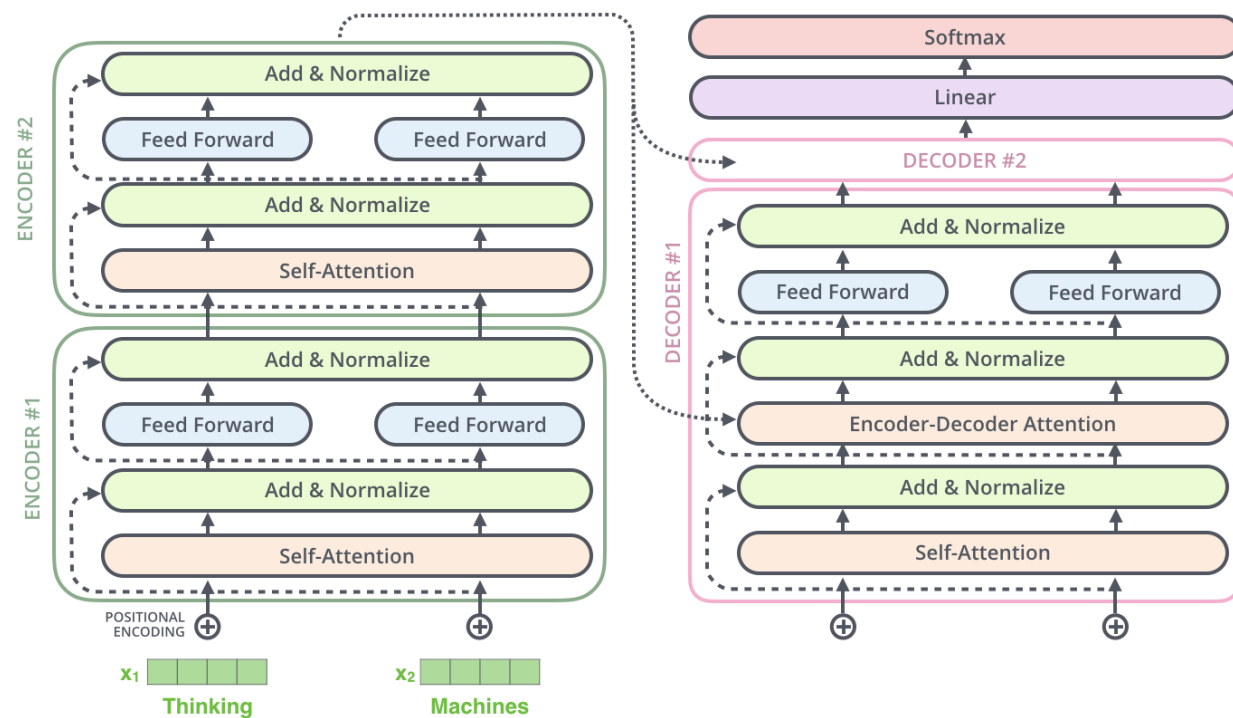 ENCODER #2
Add & Normalize
Feed Forward
Feed Forward
Add & Normalize
Self-Attention
ENCODER #1
Add & Normalize
Feed Forward
Feed Forward
Add & Normalize
Self-Attention
POSITIONAL
ENCODING
x₁
x₂
Thinking
Machines
Softmax
Linear
DECODER #2
DECODER #1
Add & Normalize
Feed Forward
Feed Forward
Add & Normalize
Encoder-Decoder Attention
Add & Normalize
Self-Attention